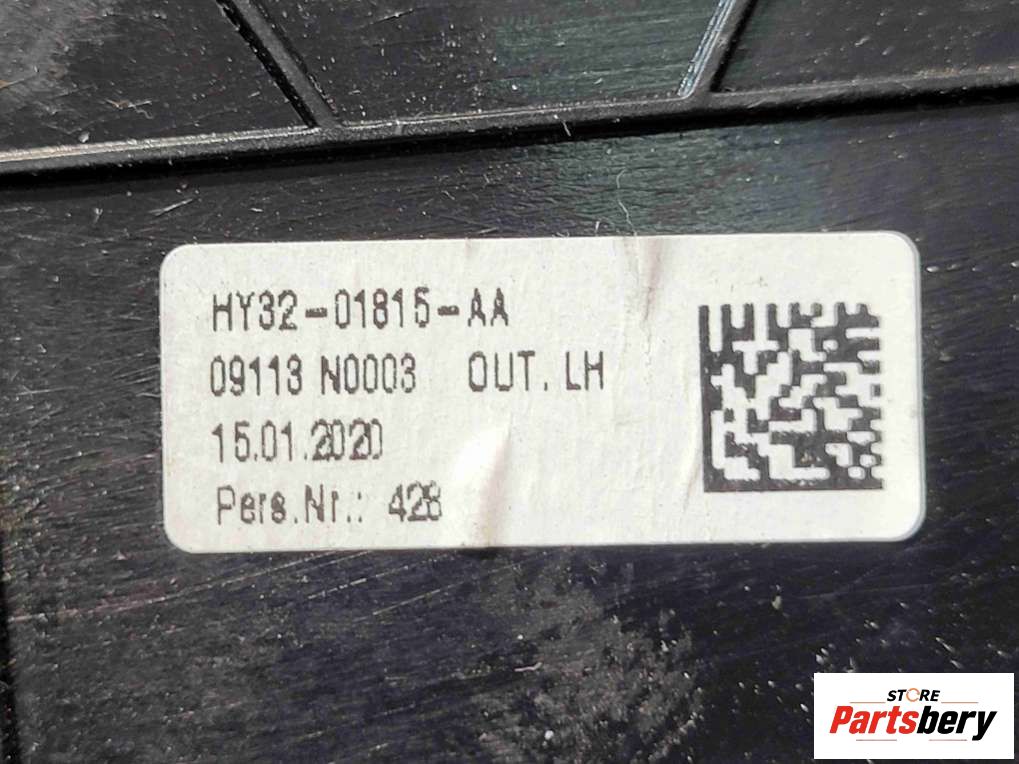 HY32-01815-AA
09113 N0003 OUT. LH
15.01.2020
Pers.Nr.: 428
STORE
Partsbery